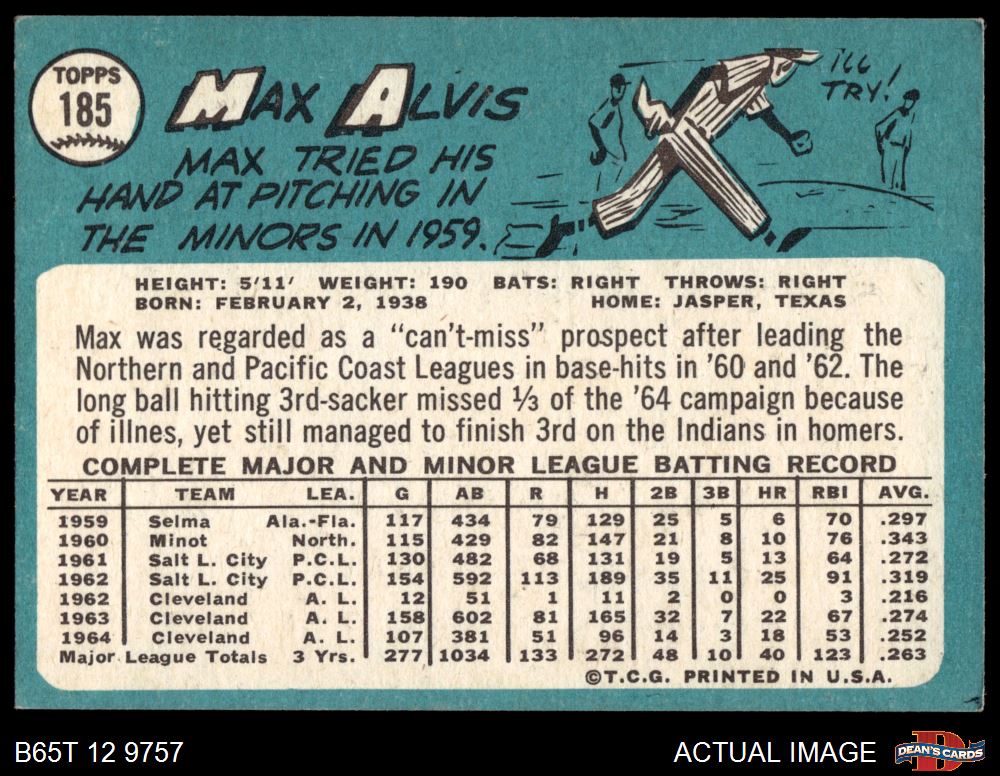 TOPPS
185
MAX ALVIS
I'LL
TRY!
MAX TRIED HIS
HAND AT PITCHING IN
THE MINORS IN 1959.
HEIGHT: 5'11' WEIGHT: 190 BATS: RIGHT THROWS: RIGHT
BORN: FEBRUARY 2, 1938 HOME: JASPER, TEXAS
Max was regarded as a "can't-miss" prospect after leading the
Northern and Pacific Coast Leagues in base-hits in '60 and '62. The
long ball hitting 3rd-sacker missed ⅓ of the '64 campaign because
of illnes, yet still managed to finish 3rd on the Indians in homers.
COMPLETE MAJOR AND MINOR LEAGUE BATTING RECORD
YEAR TEAM LEA. G AB R H 2B 3B HR RBI AVG.
1959 Selma Ala.-Fla. 117 434 79 129 25 5 6 70 .297
1960 Minot North. 115 429 82 147 21 8 10 76 .343
1961 Salt L. City P.C.L. 130 482 68 131 19 5 13 64 .272
1962 Salt L. City P.C.L. 154 592 113 189 35 11 25 91 .319
1962 Cleveland A. L. 12 51 1 11 2 0 0 3 .216
1963 Cleveland A. L. 158 602 81 165 32 7 22 67 .274
1964 Cleveland A. L. 107 381 51 96 14 3 18 53 .252
Major League Totals 3 Yrs. 277 1034 133 272 48 10 40 123 .263
©T.C.G. PRINTED IN U.S.A.
B65T 12 9757
ACTUAL IMAGE
DEAN'S CARDS